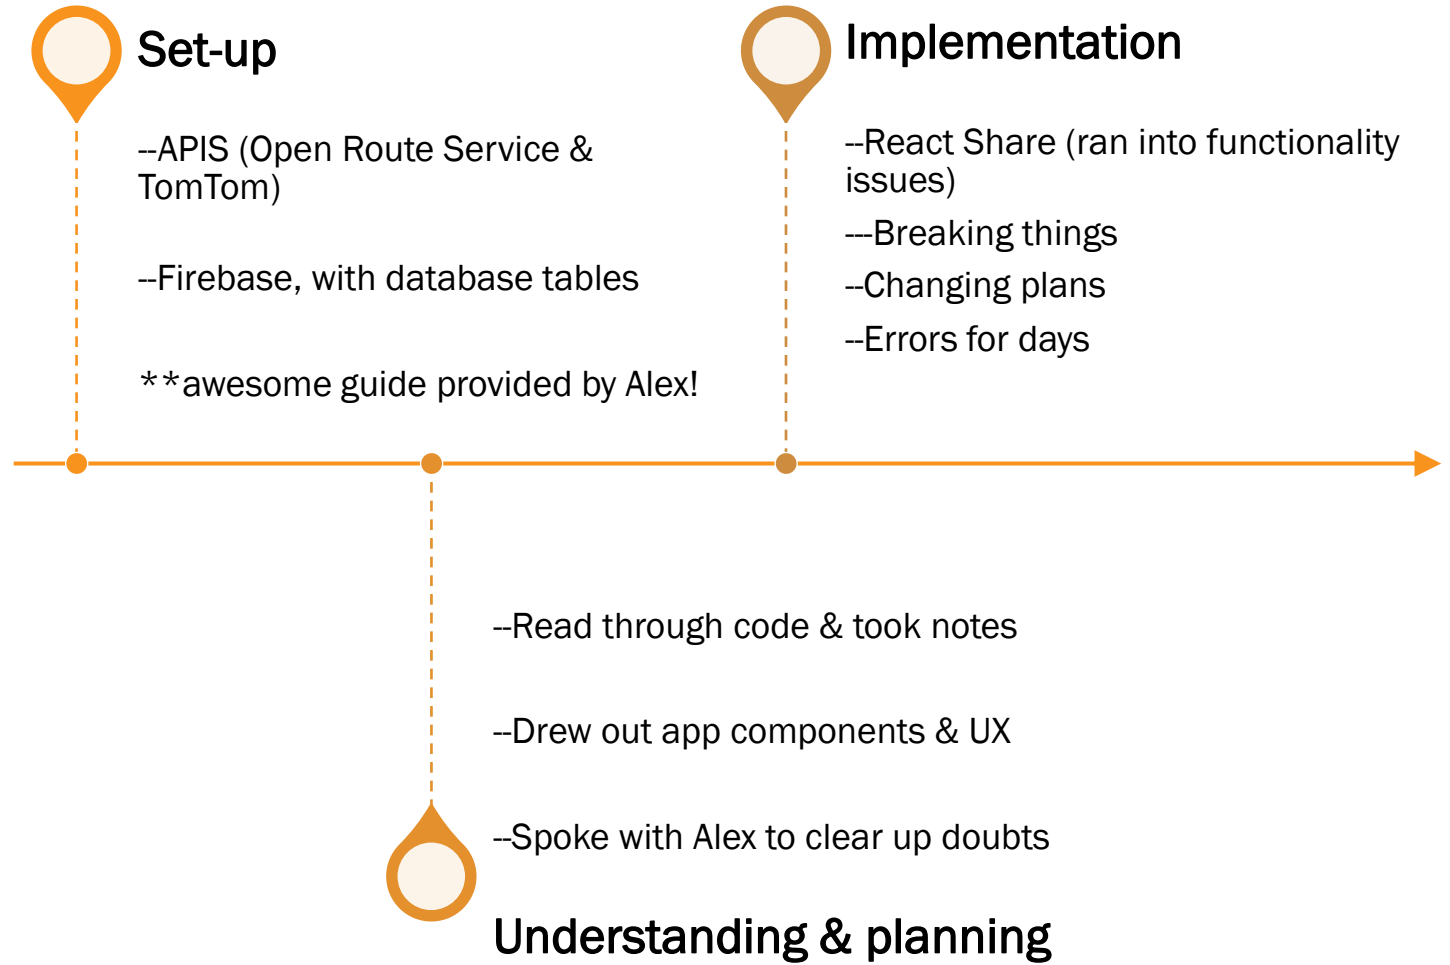 Set-up
--APIS (Open Route Service &
TomTom)
--Firebase, with database tables
**awesome guide provided by Alex!
Implementation
--React Share (ran into functionality
issues)
---Breaking things
--Changing plans
--Errors for days
--Read through code & took notes
--Drew out app components & UX
--Spoke with Alex to clear up doubts
Understanding & planning